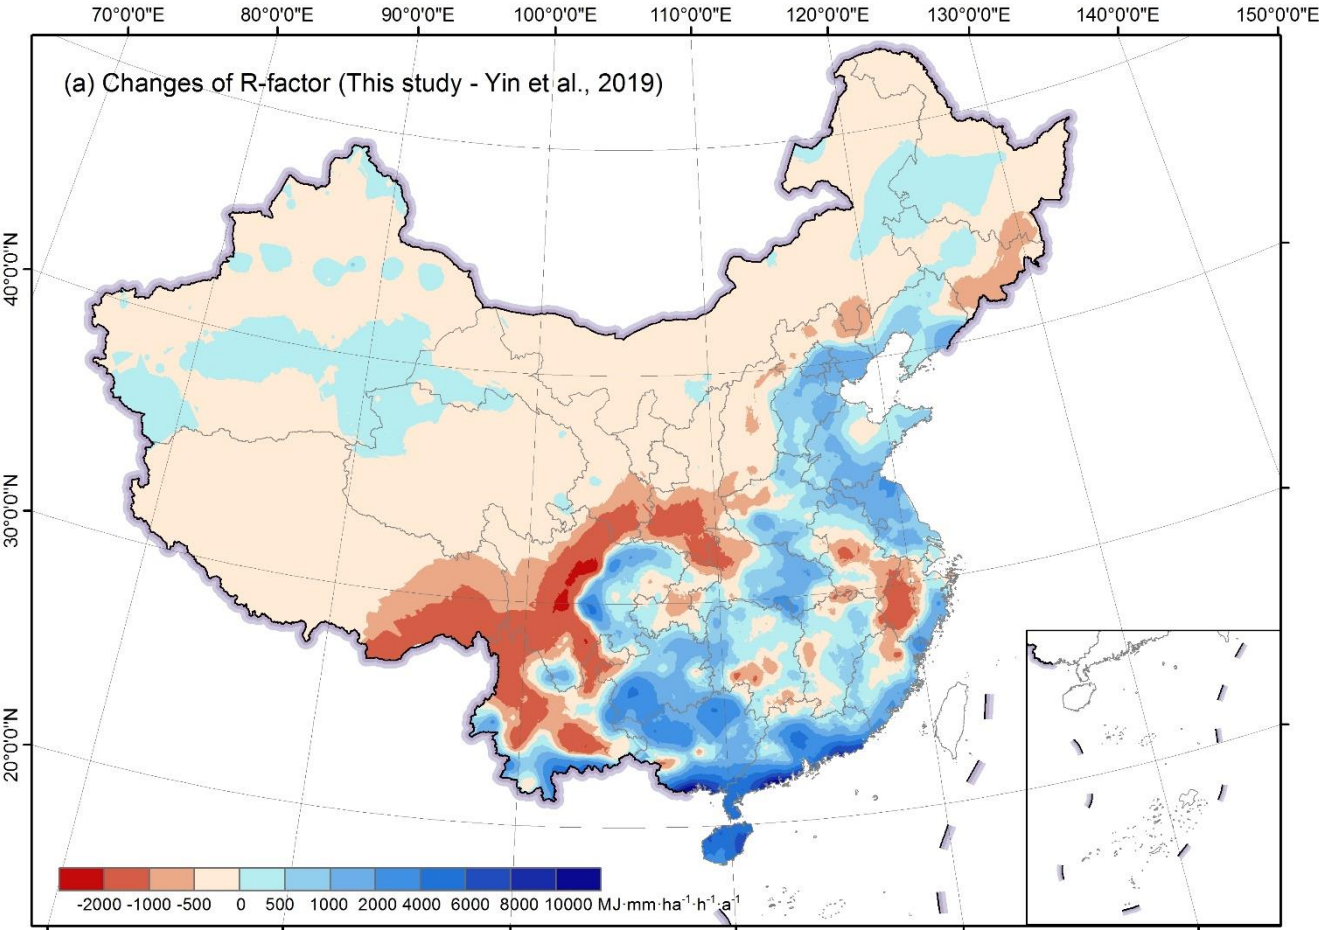 70°0'0"E 80°0'0"E 90°0'0"E 100°0'0"E 110°0'0"E 120°0'0"E 130°0'0"E 140°0'0"E 150°0'0"E
(a) Changes of R-factor (This study - Yin et al., 2019)
40°0'0"N
30°0'0"N
20°0'0"N
-2000 -1000 -500 0 500 1000 2000 4000 6000 8000 10000 MJ·mm·ha⁻¹·h⁻¹·a⁻¹